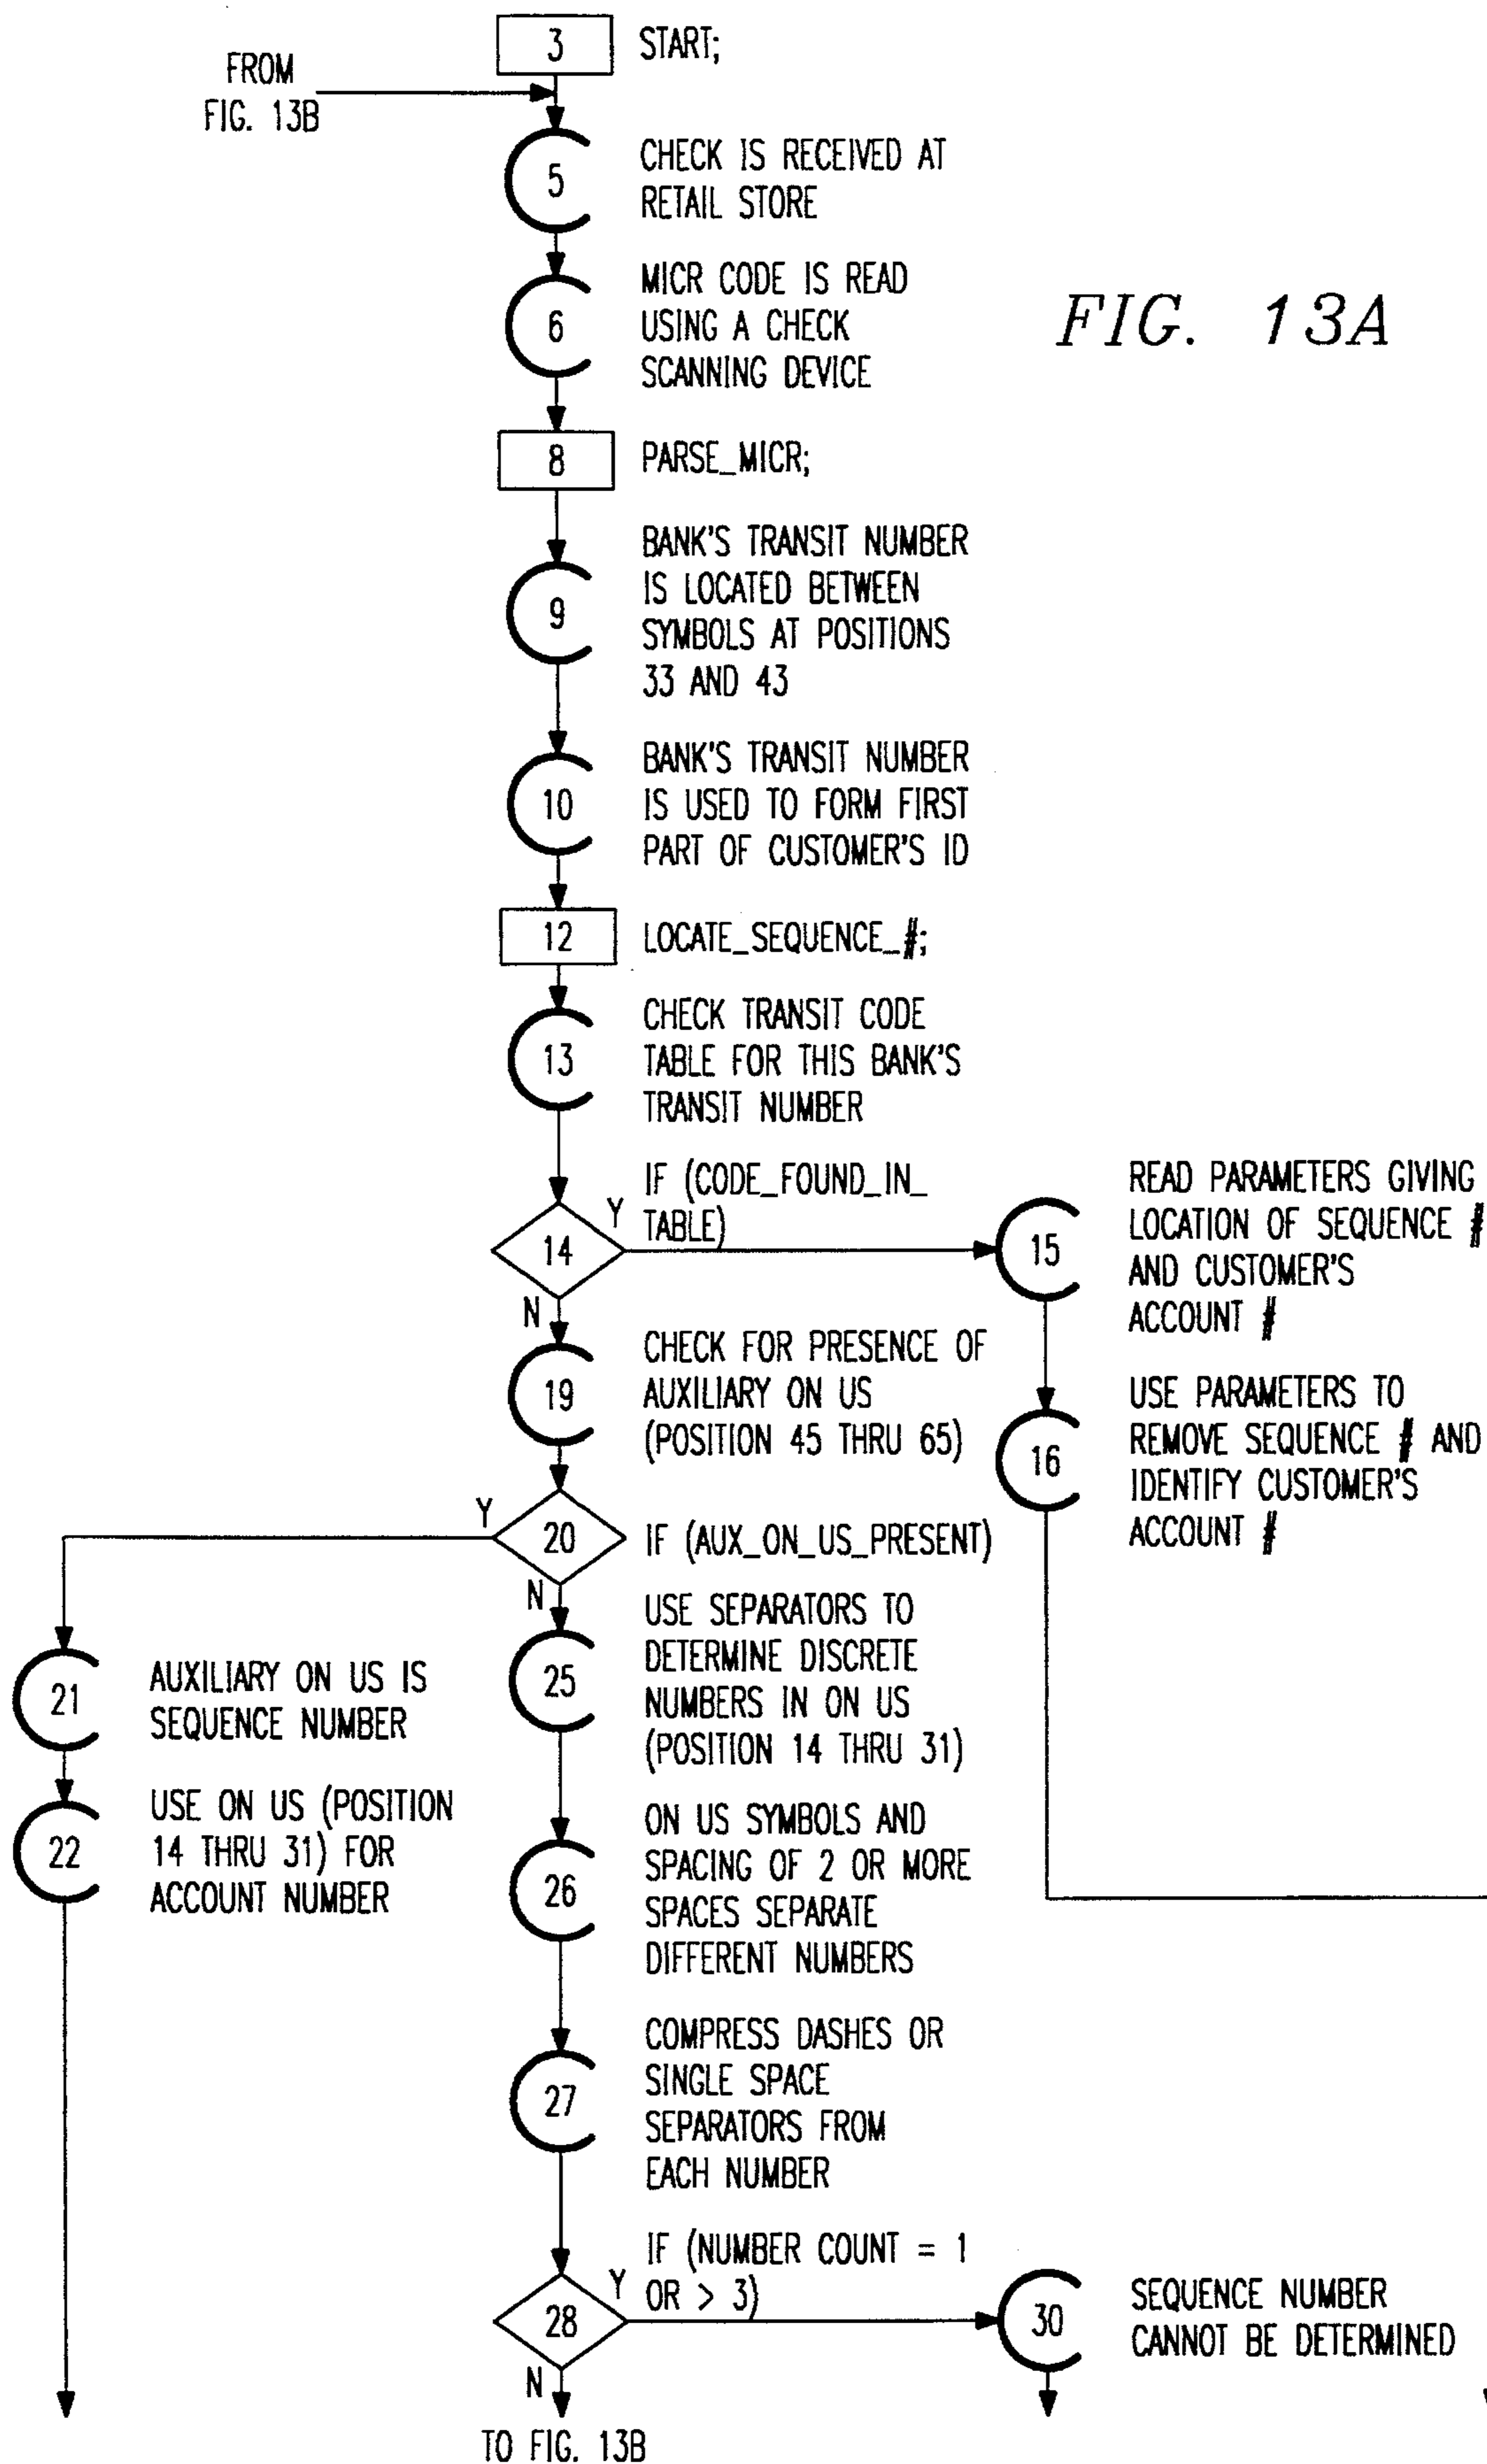 3 START;
FROM
FIG. 13B
5 CHECK IS RECEIVED AT
RETAIL STORE
FIG. 13A
6 MICR CODE IS READ
USING A CHECK
SCANNING DEVICE
8 PARSE_MICR;
9 BANK'S TRANSIT NUMBER
IS LOCATED BETWEEN
SYMBOLS AT POSITIONS
33 AND 43
10 BANK'S TRANSIT NUMBER
IS USED TO FORM FIRST
PART OF CUSTOMER'S ID
12 LOCATE_SEQUENCE_#;
13 CHECK TRANSIT CODE
TABLE FOR THIS BANK'S
TRANSIT NUMBER
14 Y IF (CODE_FOUND_IN_
TABLE)
N
15 READ PARAMETERS GIVING
LOCATION OF SEQUENCE #
AND CUSTOMER'S
ACCOUNT #
16 USE PARAMETERS TO
REMOVE SEQUENCE # AND
IDENTIFY CUSTOMER'S
ACCOUNT #
19 CHECK FOR PRESENCE OF
AUXILIARY ON US
(POSITION 45 THRU 65)
Y 20 IF (AUX_ON_US_PRESENT)
N
21 AUXILIARY ON US IS
SEQUENCE NUMBER
22 USE ON US (POSITION
14 THRU 31) FOR
ACCOUNT NUMBER
25 USE SEPARATORS TO
DETERMINE DISCRETE
NUMBERS IN ON US
(POSITION 14 THRU 31)
26 ON US SYMBOLS AND
SPACING OF 2 OR MORE
SPACES SEPARATE
DIFFERENT NUMBERS
27 COMPRESS DASHES OR
SINGLE SPACE
SEPARATORS FROM
EACH NUMBER
28 Y IF (NUMBER COUNT = 1
OR > 3)
N
30 SEQUENCE NUMBER
CANNOT BE DETERMINED
TO FIG. 13B